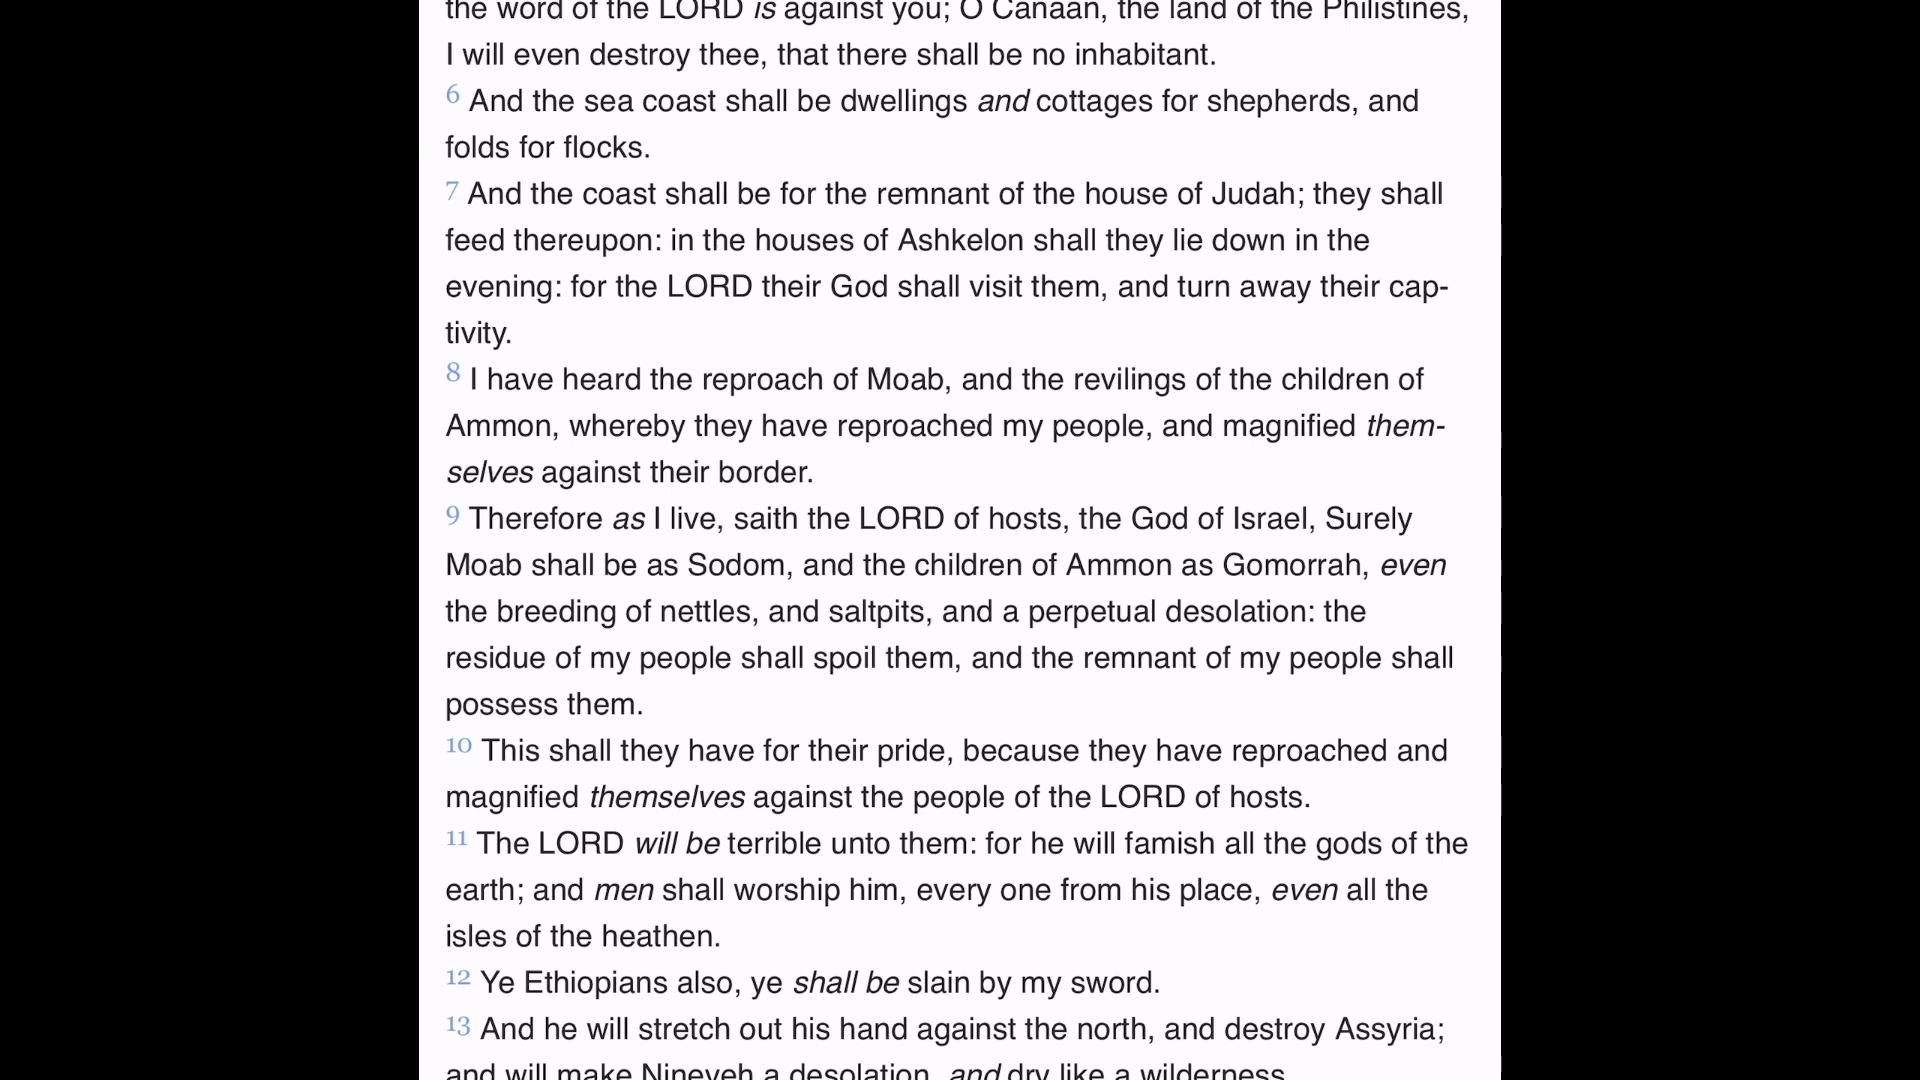 the word of the LORD is against you; O Canaan, the land of the Philistines,
I will even destroy thee, that there shall be no inhabitant.
6 And the sea coast shall be dwellings and cottages for shepherds, and
folds for flocks.
7 And the coast shall be for the remnant of the house of Judah; they shall
feed thereupon: in the houses of Ashkelon shall they lie down in the
evening: for the LORD their God shall visit them, and turn away their cap-
tivity.
8 I have heard the reproach of Moab, and the revilings of the children of
Ammon, whereby they have reproached my people, and magnified them-
selves against their border.
9 Therefore as I live, saith the LORD of hosts, the God of Israel, Surely
Moab shall be as Sodom, and the children of Ammon as Gomorrah, even
the breeding of nettles, and saltpits, and a perpetual desolation: the
residue of my people shall spoil them, and the remnant of my people shall
possess them.
10 This shall they have for their pride, because they have reproached and
magnified themselves against the people of the LORD of hosts.
11 The LORD will be terrible unto them: for he will famish all the gods of the
earth; and men shall worship him, every one from his place, even all the
isles of the heathen.
12 Ye Ethiopians also, ye shall be slain by my sword.
13 And he will stretch out his hand against the north, and destroy Assyria;
and will make Nineveh a desolation, and dry like a wilderness.